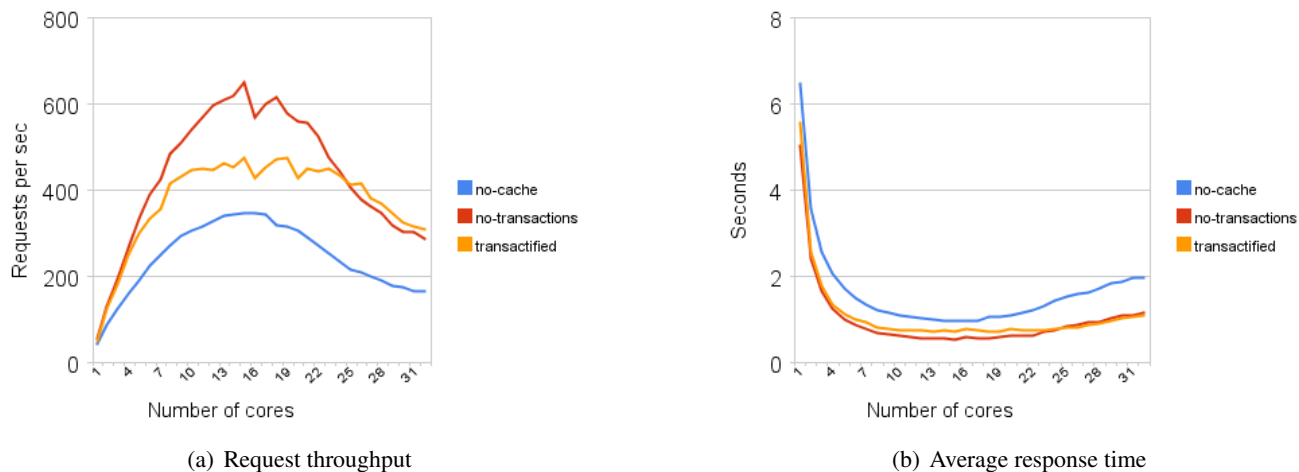 800
600
400
200
0
Requests per sec
1 4 7 10 13 16 19 22 25 28 31
Number of cores
no-cache
no-transactions
transactified
(a) Request throughput
8
6
4
2
0
Seconds
1 4 7 10 13 16 19 22 25 28 31
Number of cores
no-cache
no-transactions
transactified
(b) Average response time